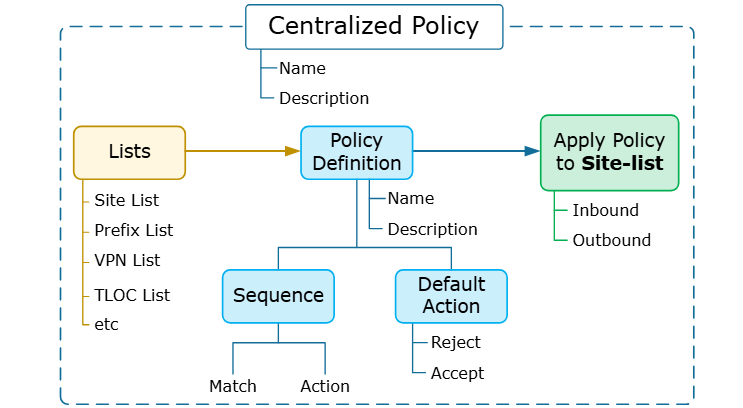 Centralized Policy
Name
Description
Lists
Site List
Prefix List
VPN List
TLOC List
etc
Policy
Definition
Name
Description
Sequence
Match
Action
Default
Action
Reject
Accept
Apply Policy
to Site-list
Inbound
Outbound